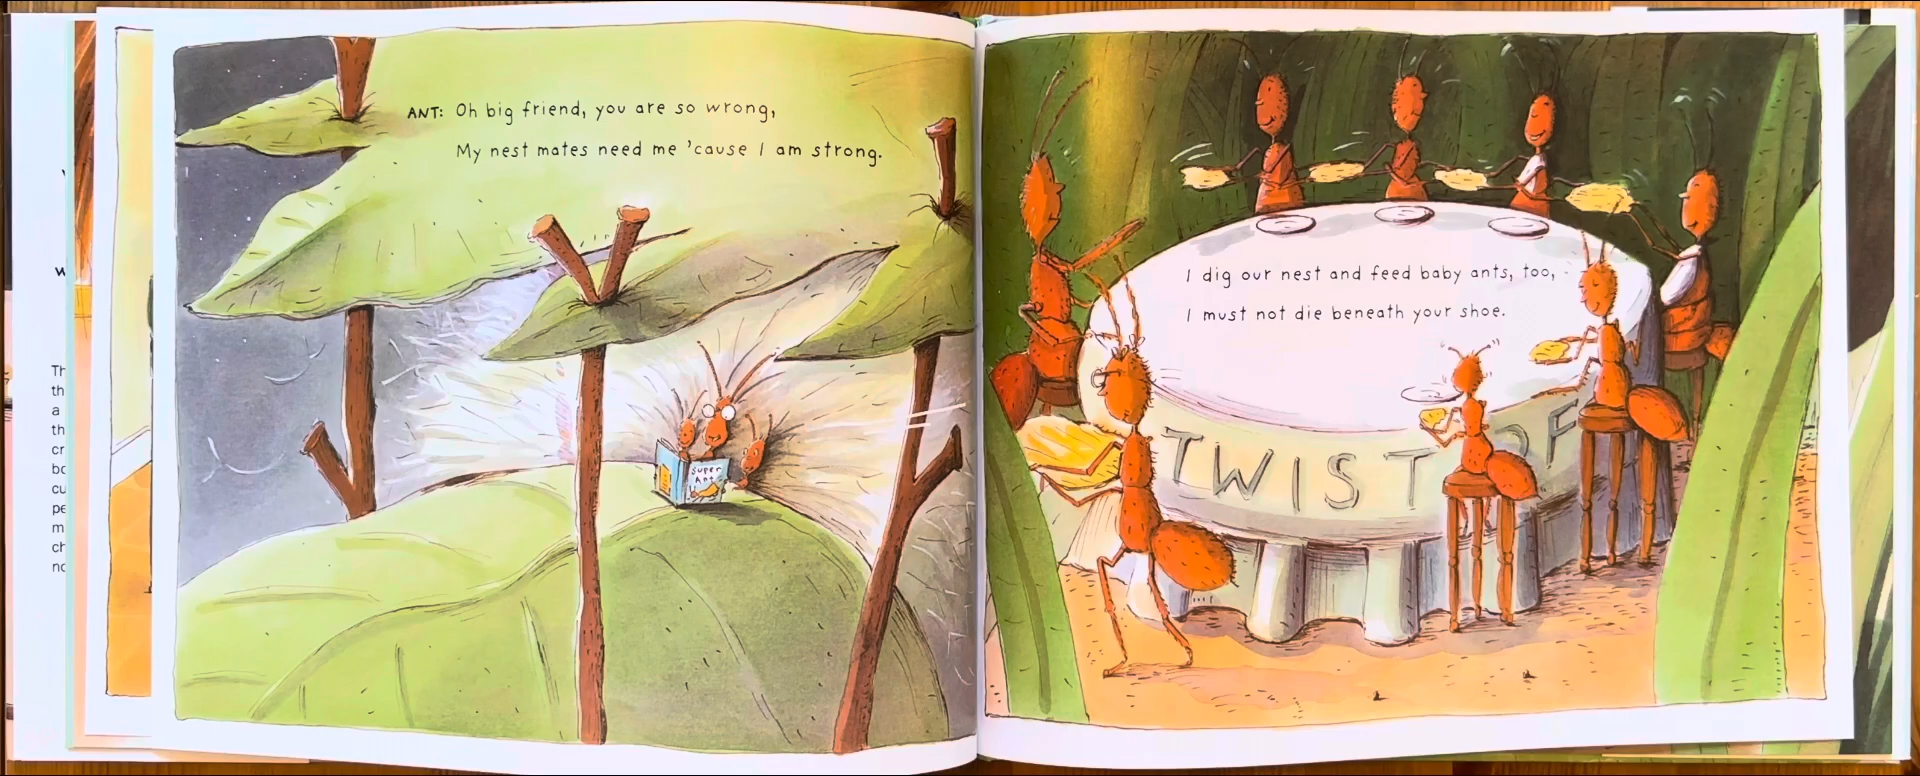 ANT: Oh big friend, you are so wrong,
My nest mates need me 'cause I am strong.
Super
Ant
I dig our nest and feed baby ants, too,
I must not die beneath your shoe.
TWIST OF